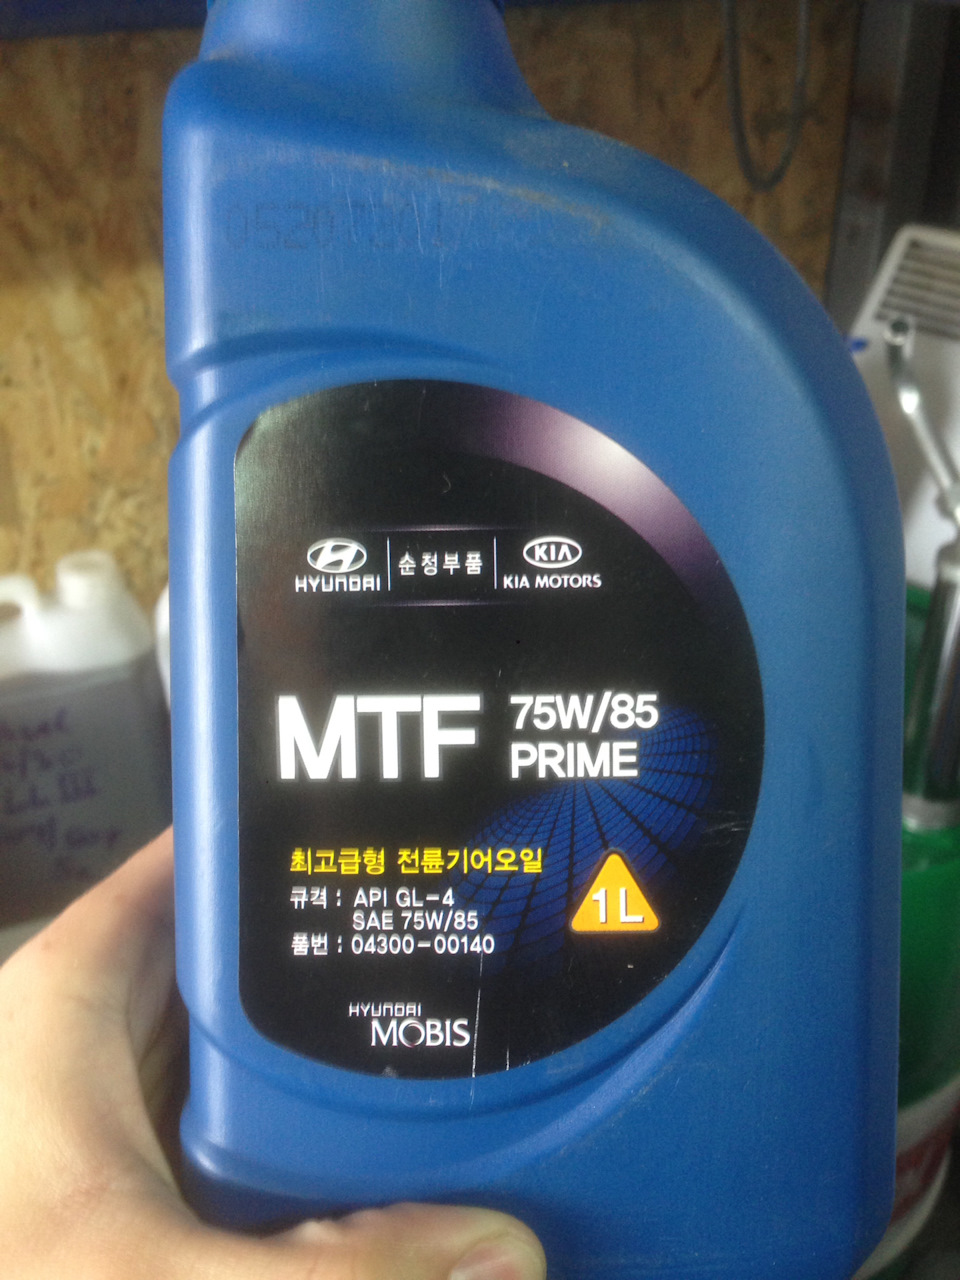 HYUNDAI
순정부품
KIA
KIA MOTORS
MTF 75W/85
PRIME
최고급형 전륜기어오일
규격 : API GL-4
SAE 75W/85
품번 : 04300-00140
1L
HYUNDAI
MOBIS